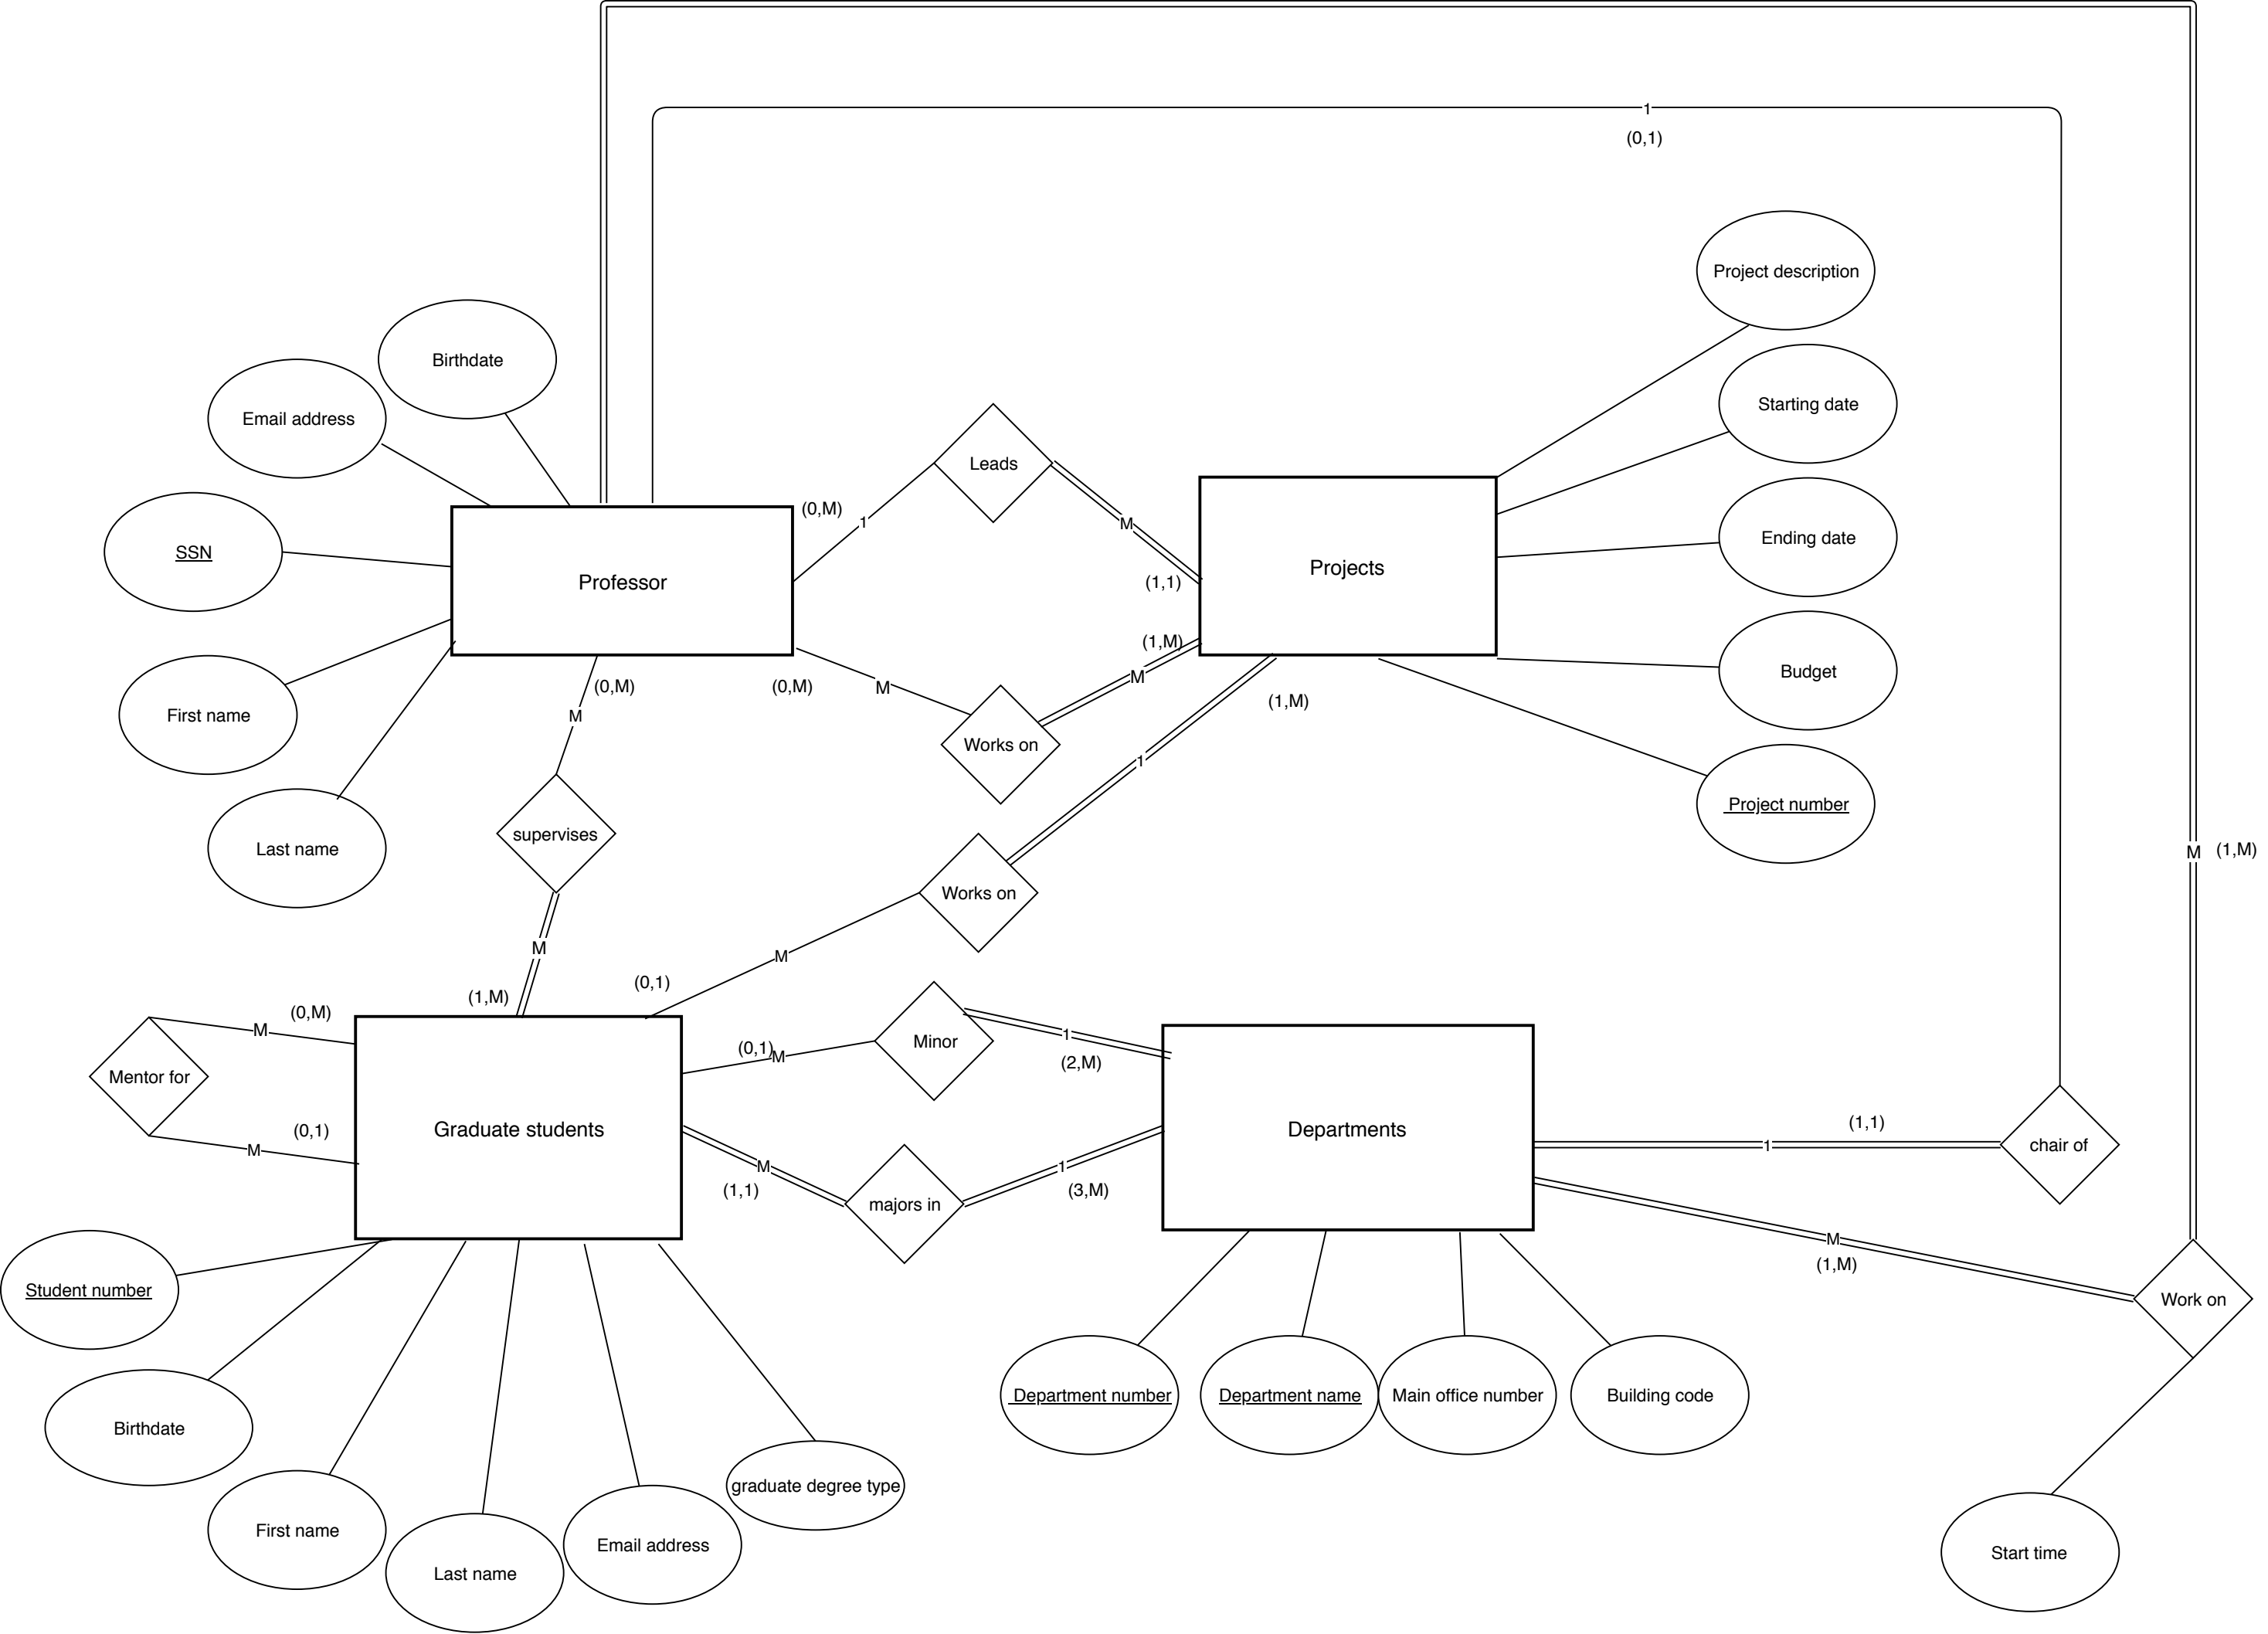 1
(0,1)
Project description
Birthdate
Starting date
Email address
Leads
(0,M)
1
M
Ending date
SSN
Professor
Projects
(1,1)
(1,M)
M
Budget
(0,M)
(0,M)
M
(1,M)
First name
M
Works on
1
Project number
supervises
Last name
M
(1,M)
Works on
M
M
(0,1)
(1,M)
(0,M)
M
(0,1)
M
Minor
1
(2,M)
Mentor for
(0,1)
M
Graduate students
Departments
(1,1)
1
chair of
M
(1,1)
majors in
1
(3,M)
M
(1,M)
Work on
Student number
Department number
Department name
Main office number
Building code
Birthdate
graduate degree type
First name
Email address
Last name
Start time